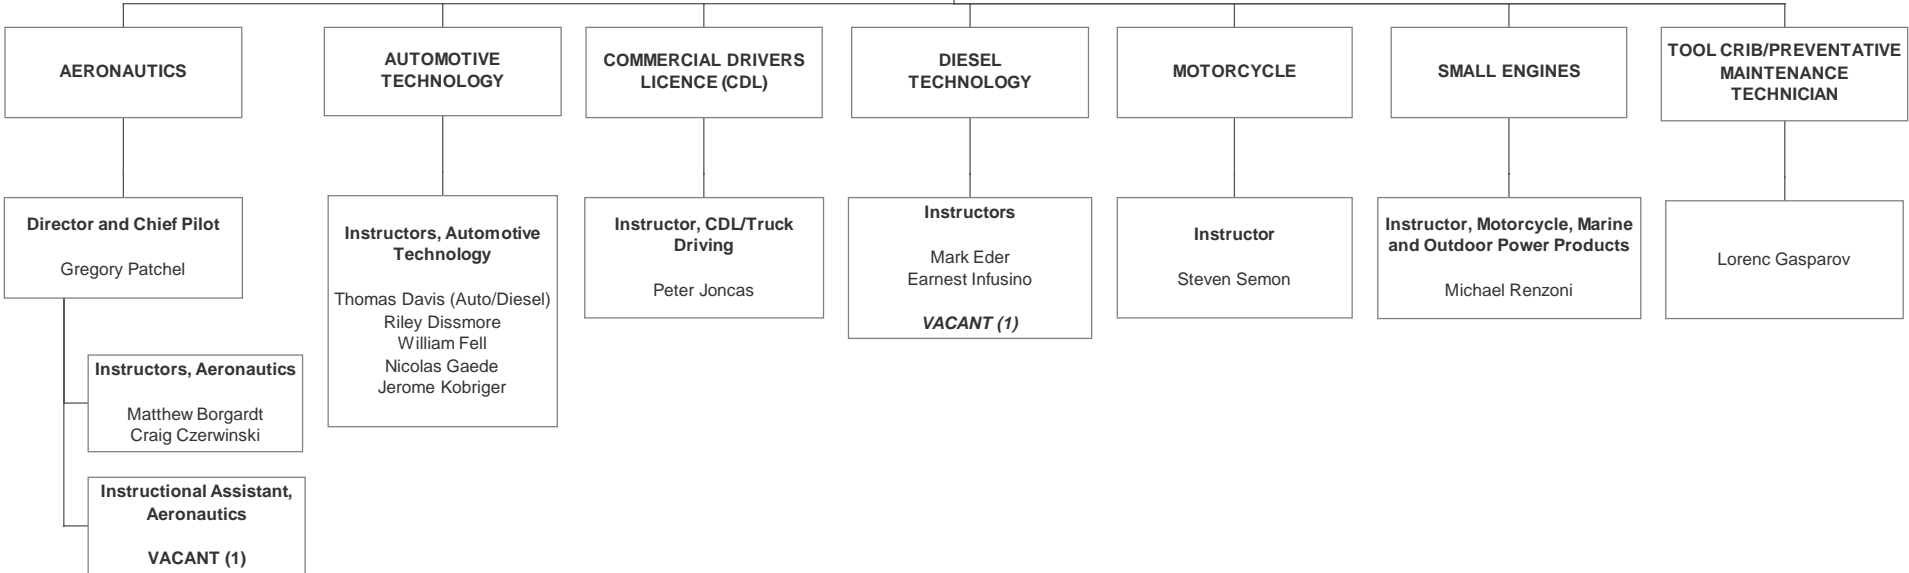 AERONAUTICS
AUTOMOTIVE
TECHNOLOGY
COMMERCIAL DRIVERS
LICENCE (CDL)
DIESEL
TECHNOLOGY
MOTORCYCLE
SMALL ENGINES
TOOL CRIB/PREVENTATIVE
MAINTENANCE
TECHNICIAN
Director and Chief Pilot
Gregory Patchel
Instructors, Aeronautics
Matthew Borgardt
Craig Czerwinski
Instructional Assistant,
Aeronautics
VACANT (1)
Instructors, Automotive
Technology
Thomas Davis (Auto/Diesel)
Riley Dissmore
William Fell
Nicolas Gaede
Jerome Kobriger
Instructor, CDL/Truck
Driving
Peter Joncas
Instructors
Mark Eder
Earnest Infusino
VACANT (1)
Instructor
Steven Semon
Instructor, Motorcycle, Marine
and Outdoor Power Products
Michael Renzoni
Lorenc Gasparov